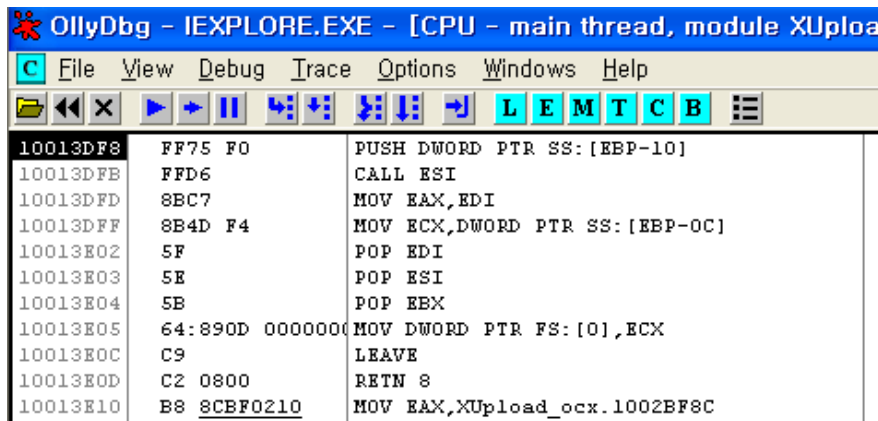 OllyDbg - IEXPLORE.EXE - [CPU - main thread, module XUploa
C File View Debug Trace Options Windows Help
L E M T C B
10013DF8 FF75 F0 PUSH DWORD PTR SS:[EBP-10]
10013DFB FFD6 CALL ESI
10013DFD 8BC7 MOV EAX,EDI
10013DFF 8B4D F4 MOV ECX,DWORD PTR SS:[EBP-0C]
10013E02 5F POP EDI
10013E03 5E POP ESI
10013E04 5B POP EBX
10013E05 64:890D 0000000 MOV DWORD PTR FS:[0],ECX
10013E0C C9 LEAVE
10013E0D C2 0800 RETN 8
10013E10 B8 8CBF0210 MOV EAX,XUpload_ocx.1002BF8C